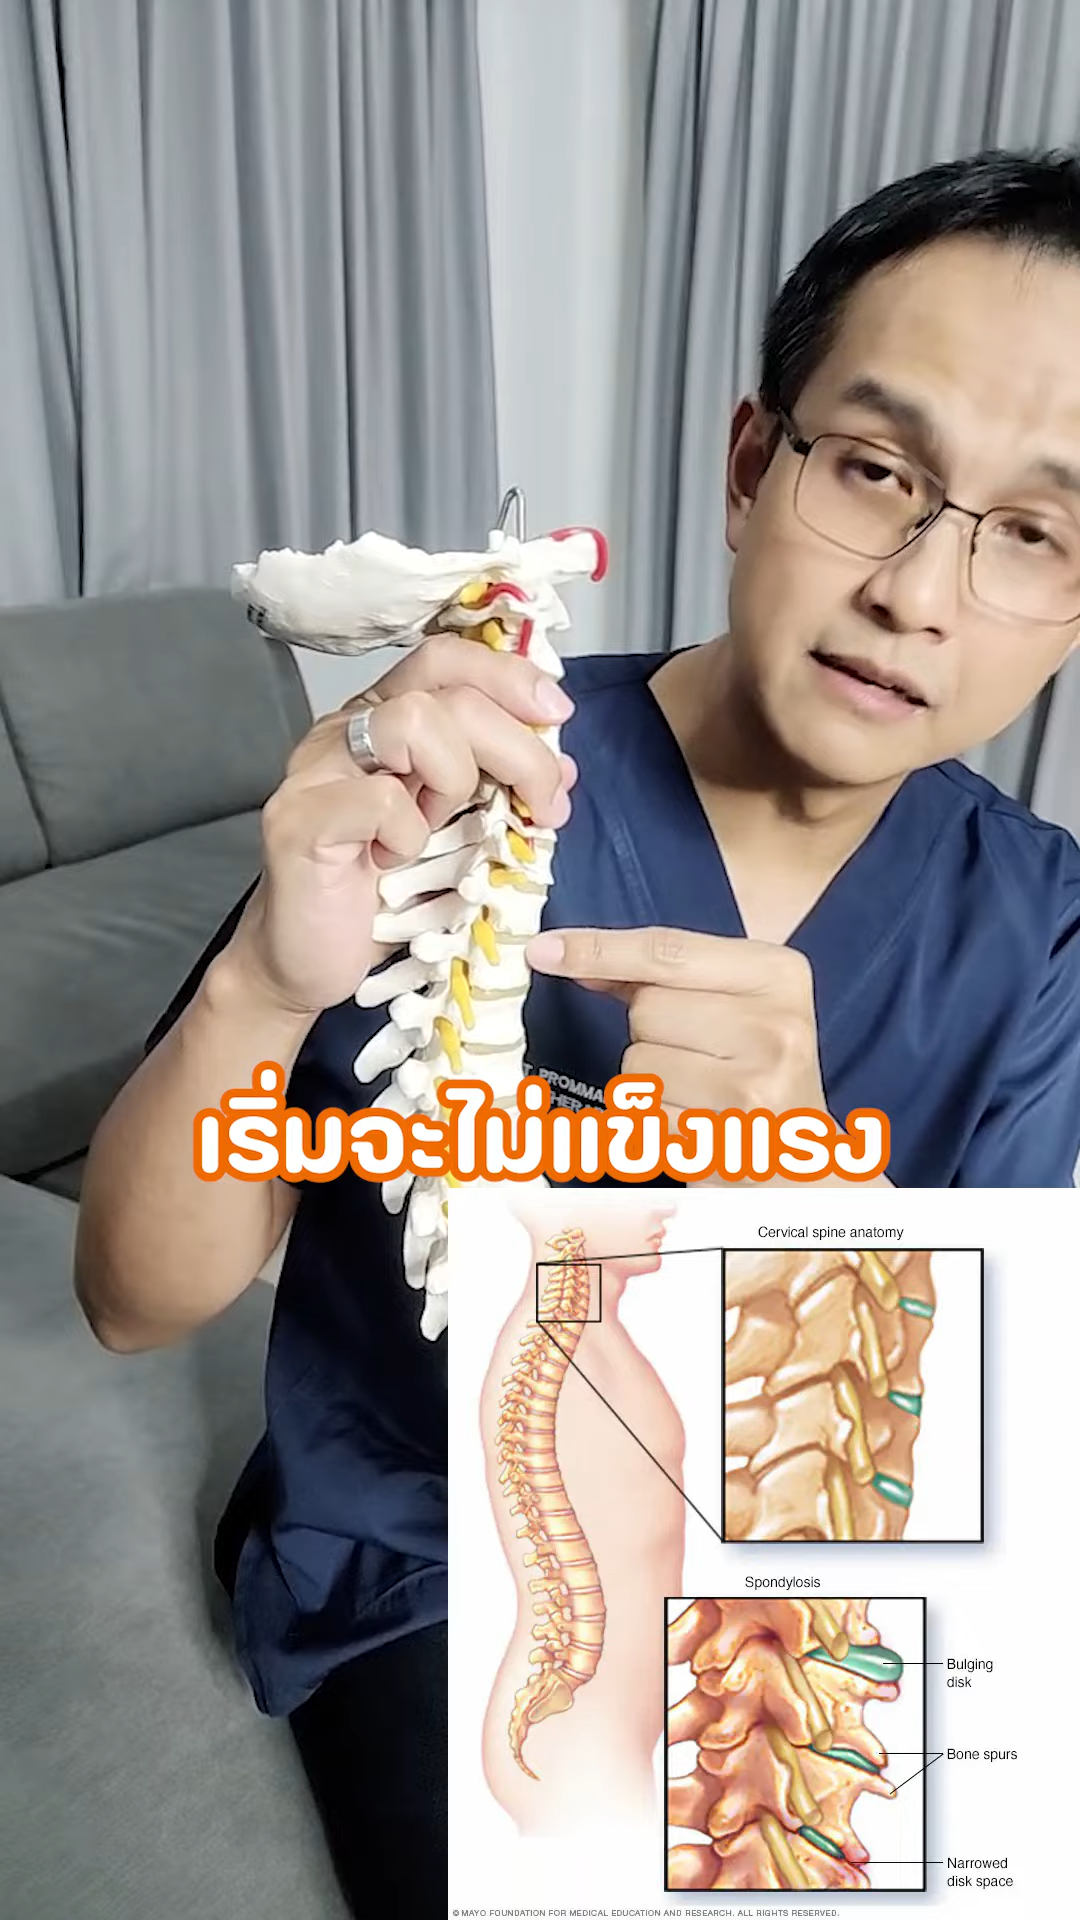 เริ่มจะไม่แข็งแรง
Cervical spine anatomy
Spondylosis
Bulging
disk
Bone spurs
Narrowed
disk space
© MAYO FOUNDATION FOR MEDICAL EDUCATION AND RESEARCH. ALL RIGHTS RESERVED.